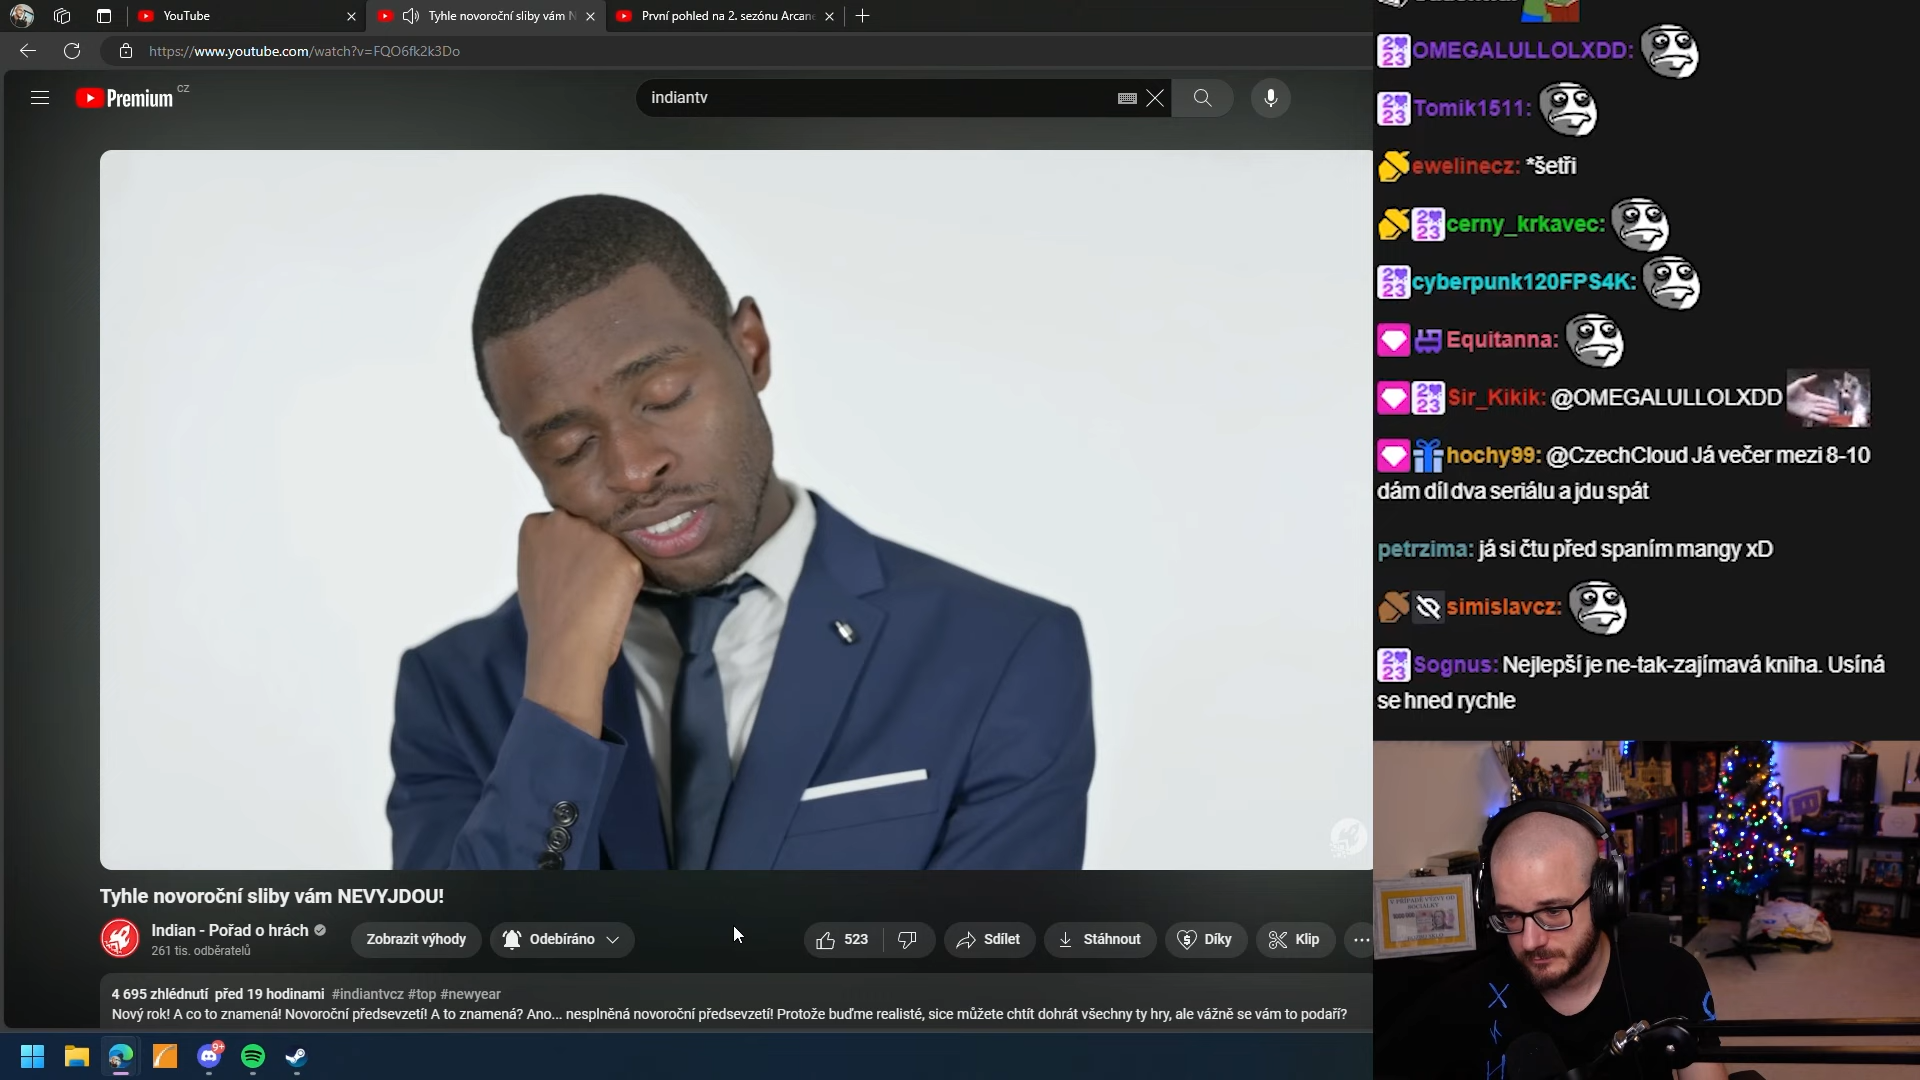 YouTube
Tyhle novoroční sliby vám N
První pohled na 2. sezónu Arcane
https://www.youtube.com/watch?v=FQO6fk2k3Do
Premium CZ
indiantv
Tyhle novoroční sliby vám NEVYJDOU!
Indian - Pořad o hrách
261 tis. odběratelů
Zobrazit výhody
Odebíráno
523
Sdílet
Stáhnout
Díky
Klip
4 695 zhlédnutí před 19 hodinami #indiantvcz #top #newyear
Nový rok! A co to znamená! Novoroční předsevzetí! A to znamená? Ano... nesplněná novoroční předsevzetí! Protože buďme realisté, sice můžete chtít dohrát všechny ty hry, ale vážně se vám to podaří?
9+
OMEGALULLOLXDD:
Tomik1511:
ewelinecz: *šetři
cerny_krkavec:
cyberpunk120FPS4K:
Equitanna:
Sir_Kikik: @OMEGALULLOLXDD
hochy99: @CzechCloud Já večer mezi 8-10
dám díl dva seriálu a jdu spát
petrzima: já si čtu před spaním mangy xD
simislavcz:
Sognus: Nejlepší je ne-tak-zajímavá kniha. Usíná
se hned rychle